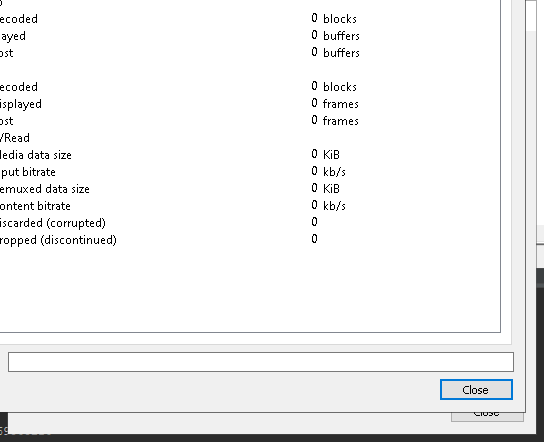 o
ecoded 0 blocks
ayed 0 buffers
ost 0 buffers
ecoded 0 blocks
isplayed 0 frames
ost 0 frames
/Read
ledia data size 0 KiB
put bitrate 0 kb/s
emuxed data size 0 KiB
ontent bitrate 0 kb/s
iscarded (corrupted) 0
ropped (discontinued) 0
Close
Close